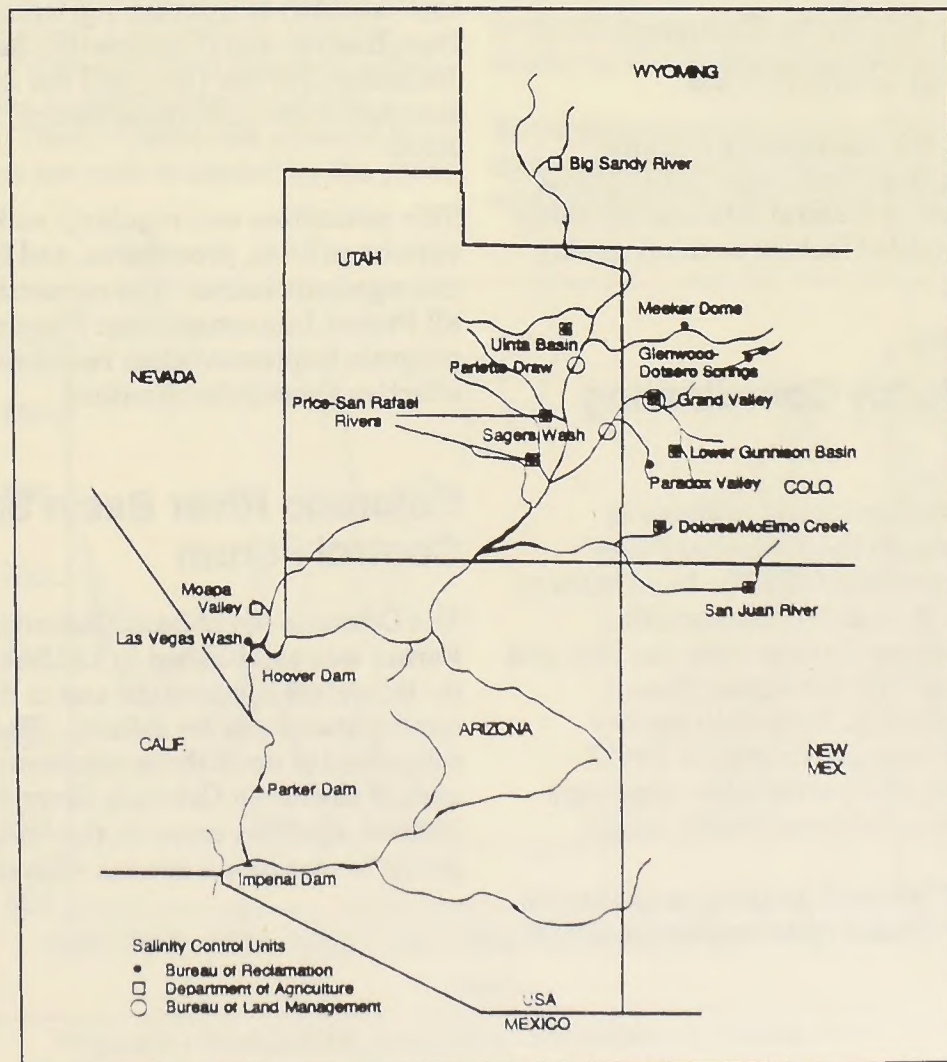 WYOMING
Big Sandy River
UTAH
Meeker Dome
Uinta Basin
Glenwood-
Dotsero Springs
Pariette Draw
NEVADA
Grand Valley
Price-San Rafael
Rivers
Sagers Wash
Lower Gunnison Basin
Paradox Valley
COLO.
Dolores/McElmo Creek
Moapa
Valley
San Juan River
Las Vegas Wash
Hoover Dam
ARIZONA
CALIF.
NEW
MEX.
Parker Dam
Imperial Dam
Salinity Control Units
Bureau of Reclamation
Department of Agriculture
Bureau of Land Management
USA
MEXICO